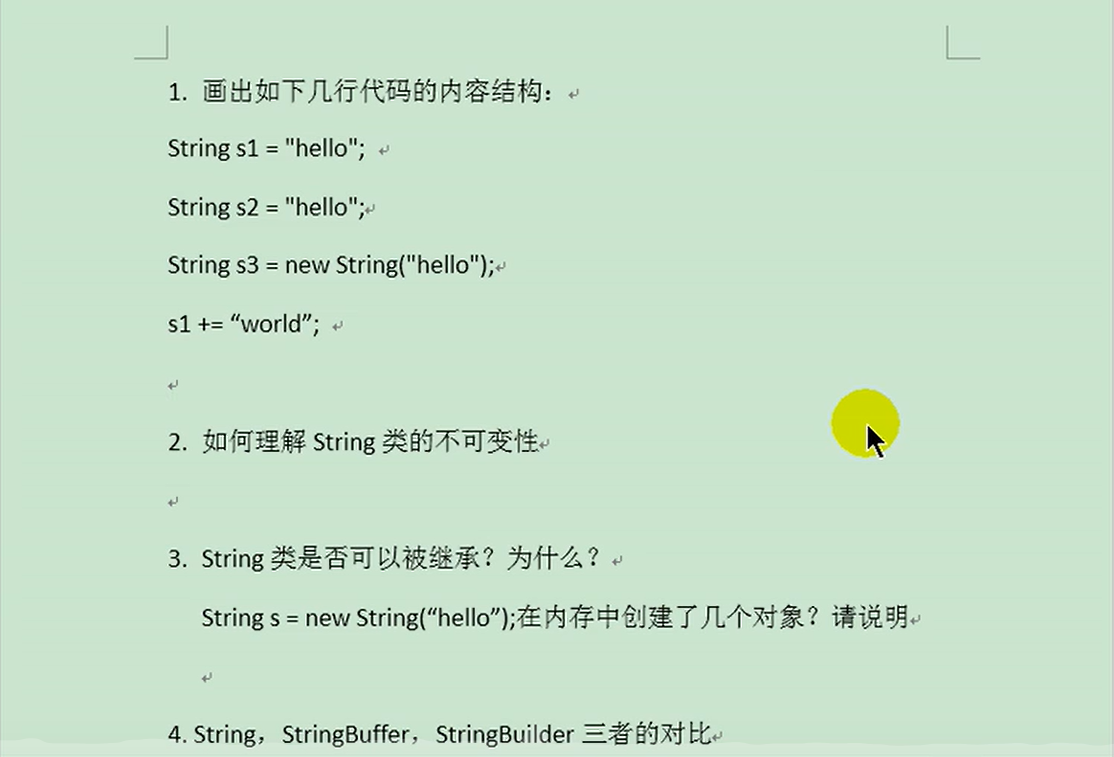 1. 画出如下几行代码的内容结构：
String s1 = "hello";
String s2 = "hello";
String s3 = new String("hello");
s1 += “world”;
2. 如何理解 String 类的不可变性
3. String 类是否可以被继承？为什么？
String s = new String(“hello”);在内存中创建了几个对象？请说明
4. String，StringBuffer，StringBuilder 三者的对比